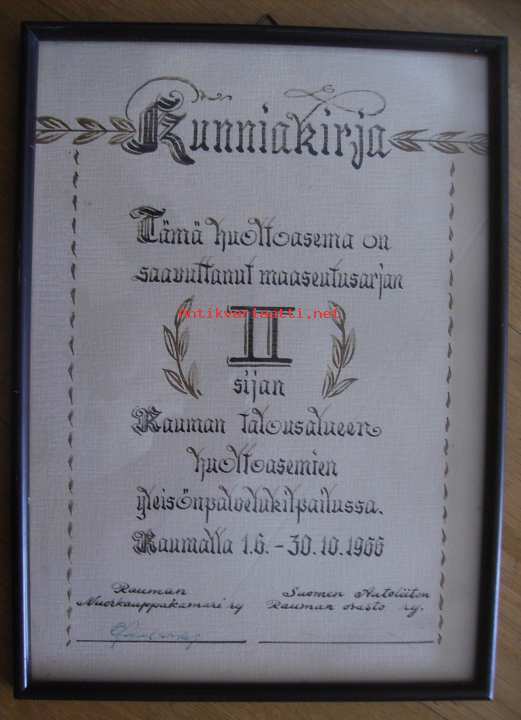 Kunniakirja
Tämä huoltoasema on
saavuttanut maaseutusarjan
II
antikvariaatti.net
sijan
Rauman talousalueen
huoltoasemien
yleisönpalvelukilpailussa.
Raumalla 1.6.-30.10.1966
Rauman
Nuorkauppakamari ry
Suomen Autoliiton
Rauman osasto ry.